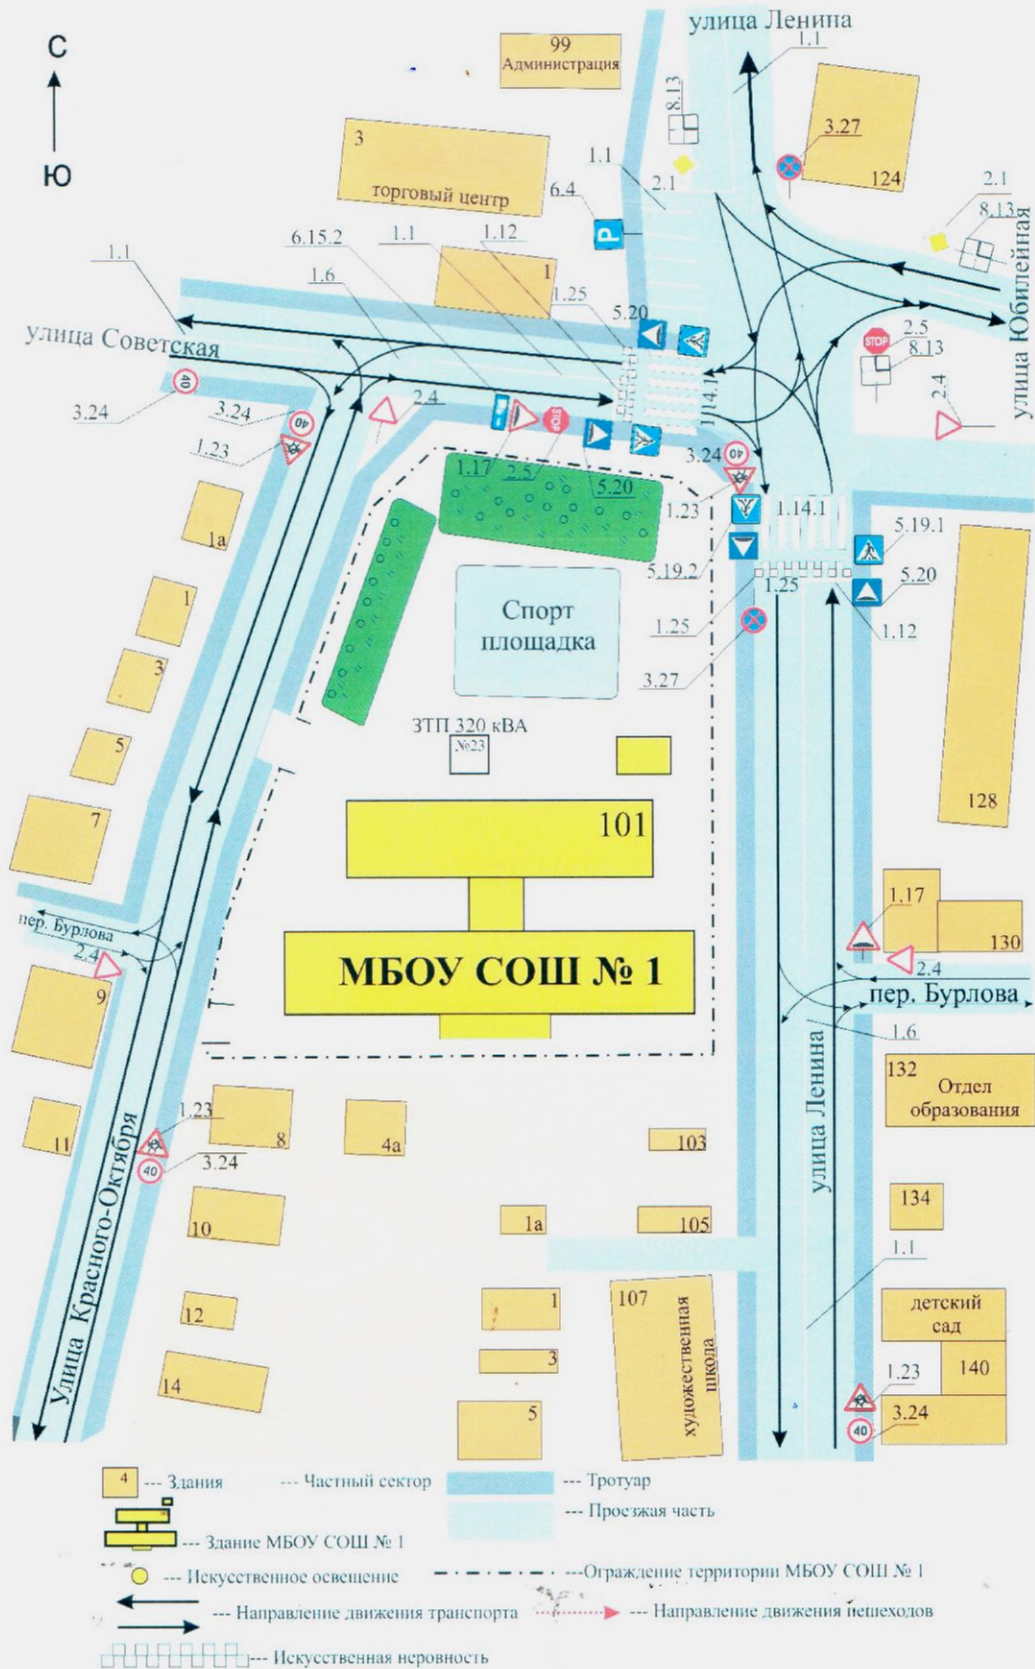 улица Ленина
С
Ю
99
Администрация
1.1
8.13
3.27
124
3
торговый центр
1.1
6.4
2.1
2.1
8.13
улица Юбилейная
6.15.2
1.1
1.12
1.1
1.6
1
1.25
5.20
улица Советская
STOP
2.5
8.13
2.4
3.24
40
3.24
40
1.23
2.4
1.17
STOP
2.5
5.20
14.1
3.24
40
1.23
P
1.14.1
5.19.1
5.19.2
5.20
1.25
1.25
1.12
3.27
1а
1
3
5
7
Спорт
площадка
ЗТП 320 кВА
№23
101
МБОУ СОШ № 1
128
1.17
130
2.4
пер. Бурлова
1.6
пер. Бурлова
2.4
9
11
132
Отдел
образования
улица Ленина
1.23
3.24
40
8
4а
103
10
1а
105
134
1.1
12
1
107
художественная
школа
детский
сад
140
3
14
5
1.23
3.24
40
Улица Красного-Октября
4 --- Здания
--- Частный сектор
--- Тротуар
--- Проезжая часть
--- Здание МБОУ СОШ № 1
--- Искусственное освещение
---Ограждение территории МБОУ СОШ № 1
--- Направление движения транспорта
--- Направление движения пешеходов
--- Искусственная неровность